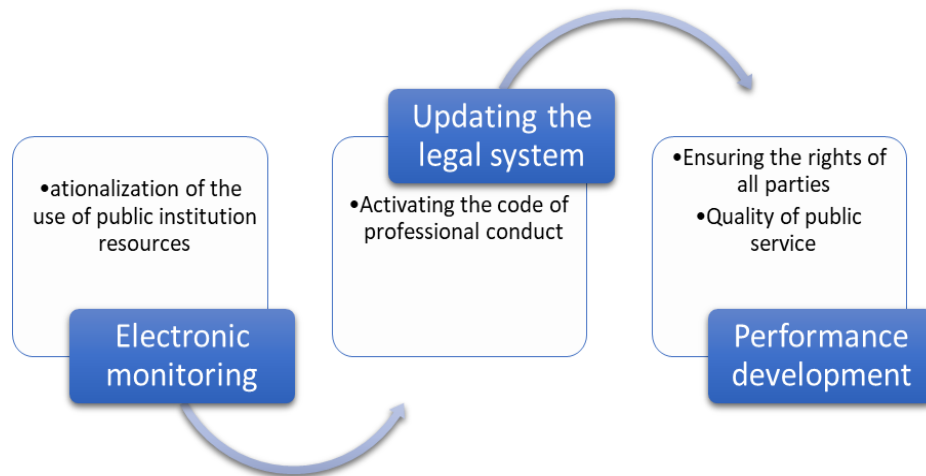 •ationalization of the
use of public institution
resources
Electronic
monitoring
Updating the
legal system
•Activating the code of
professional conduct
•Ensuring the rights of
all parties
•Quality of public
service
Performance
development